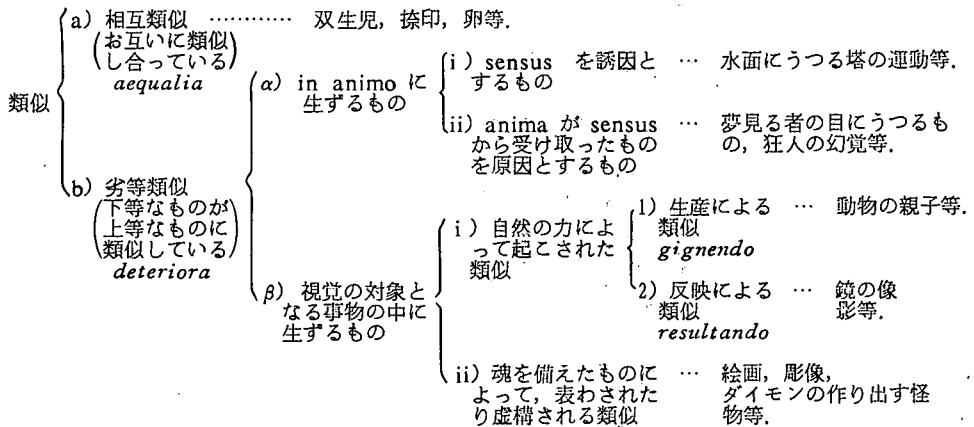 類似
a) 相互類似 ………… 双生児，捺印，卵等．
(お互いに類似
し合っている)
aequalia
b) 劣等類似
(下等なものが
上等なものに
類似している)
deteriora
α) in animo に
生ずるもの
i) sensus を誘因と … 水面にうつる塔の運動等．
するもの
ii) anima が sensus … 夢見る者の目にうつるも
から受け取ったもの の，狂人の幻覚等．
を原因とするもの
β) 視覚の対象と
なる事物の中に
生ずるもの
i) 自然の力によ
って起こされた
類似
1) 生産による … 動物の親子等．
類似
gignendo
2) 反映による … 鏡の像
類似 影等．
resultando
ii) 魂を備えたものに … 絵画，彫像，
よって，表わされた ダイモンの作り出す怪
り虚構される類似 物等．